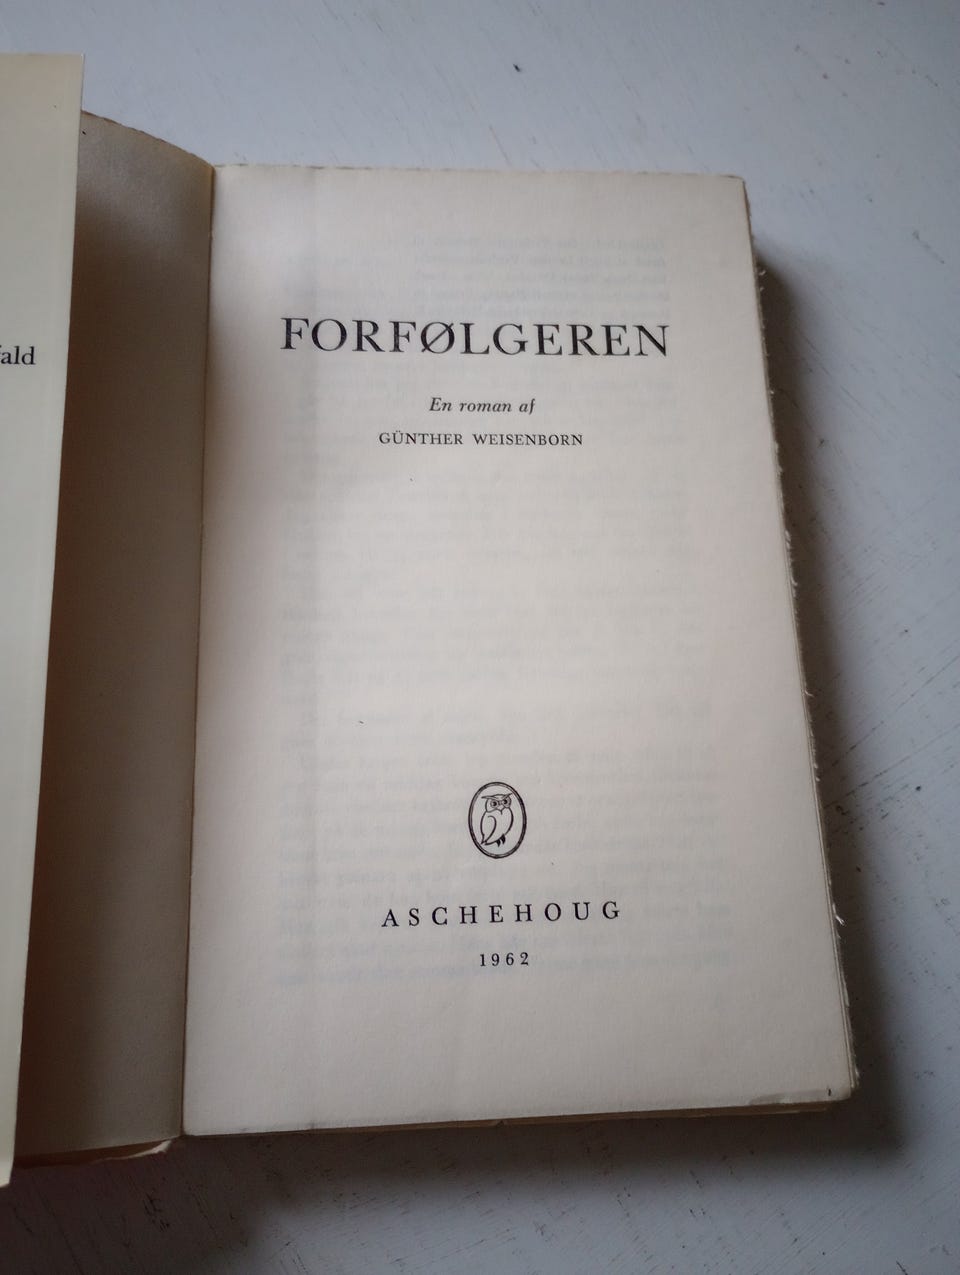 FORFØLGEREN
En roman af
GÜNTHER WEISENBORN
ASCHEHOUG
1962